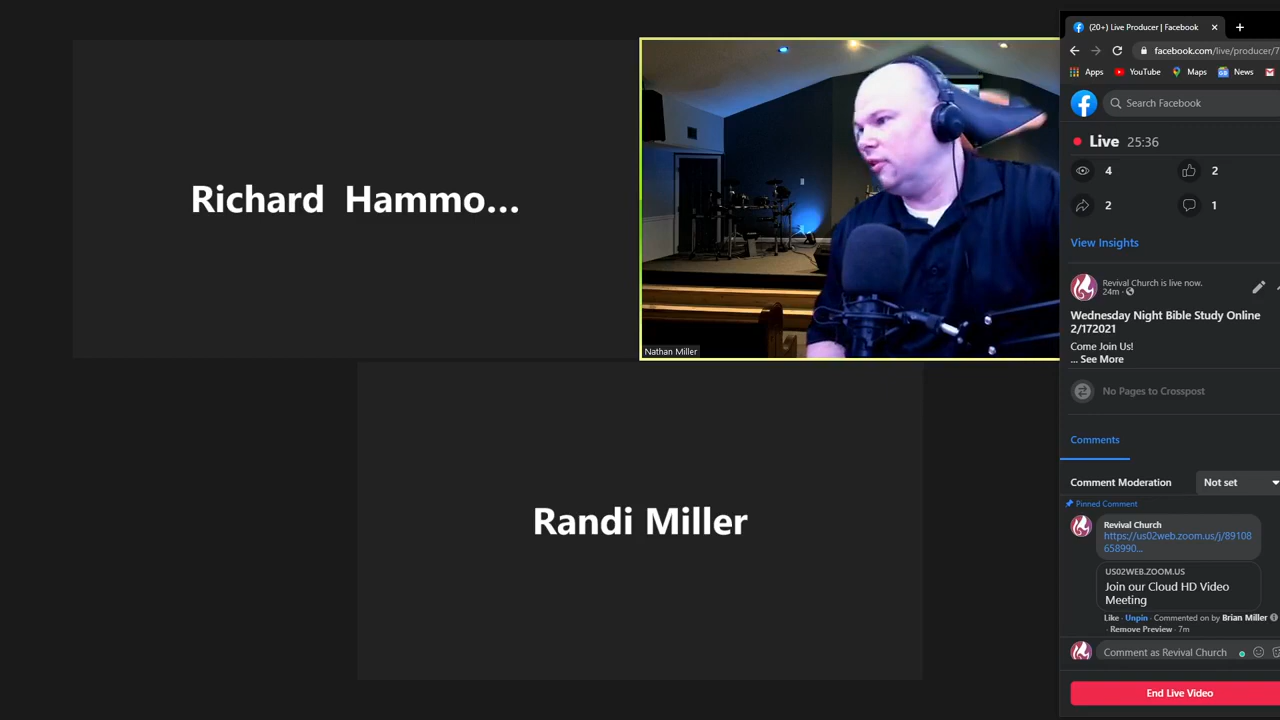 Richard Hammo...
Nathan Miller
Randi Miller
(20+) Live Producer | Facebook
facebook.com/live/producer/7
Apps YouTube Maps News
Search Facebook
Live 25:36
4 2
2 1
View Insights
Revival Church is live now.
24m
Wednesday Night Bible Study Online
2/172021
Come Join Us!
... See More
No Pages to Crosspost
Comments
Comment Moderation Not set
Pinned Comment
Revival Church
https://us02web.zoom.us/j/89108
658990...
US02WEB.ZOOM.US
Join our Cloud HD Video
Meeting
Like · Unpin · Commented on by Brian Miller
· Remove Preview · 7m
Comment as Revival Church
End Live Video